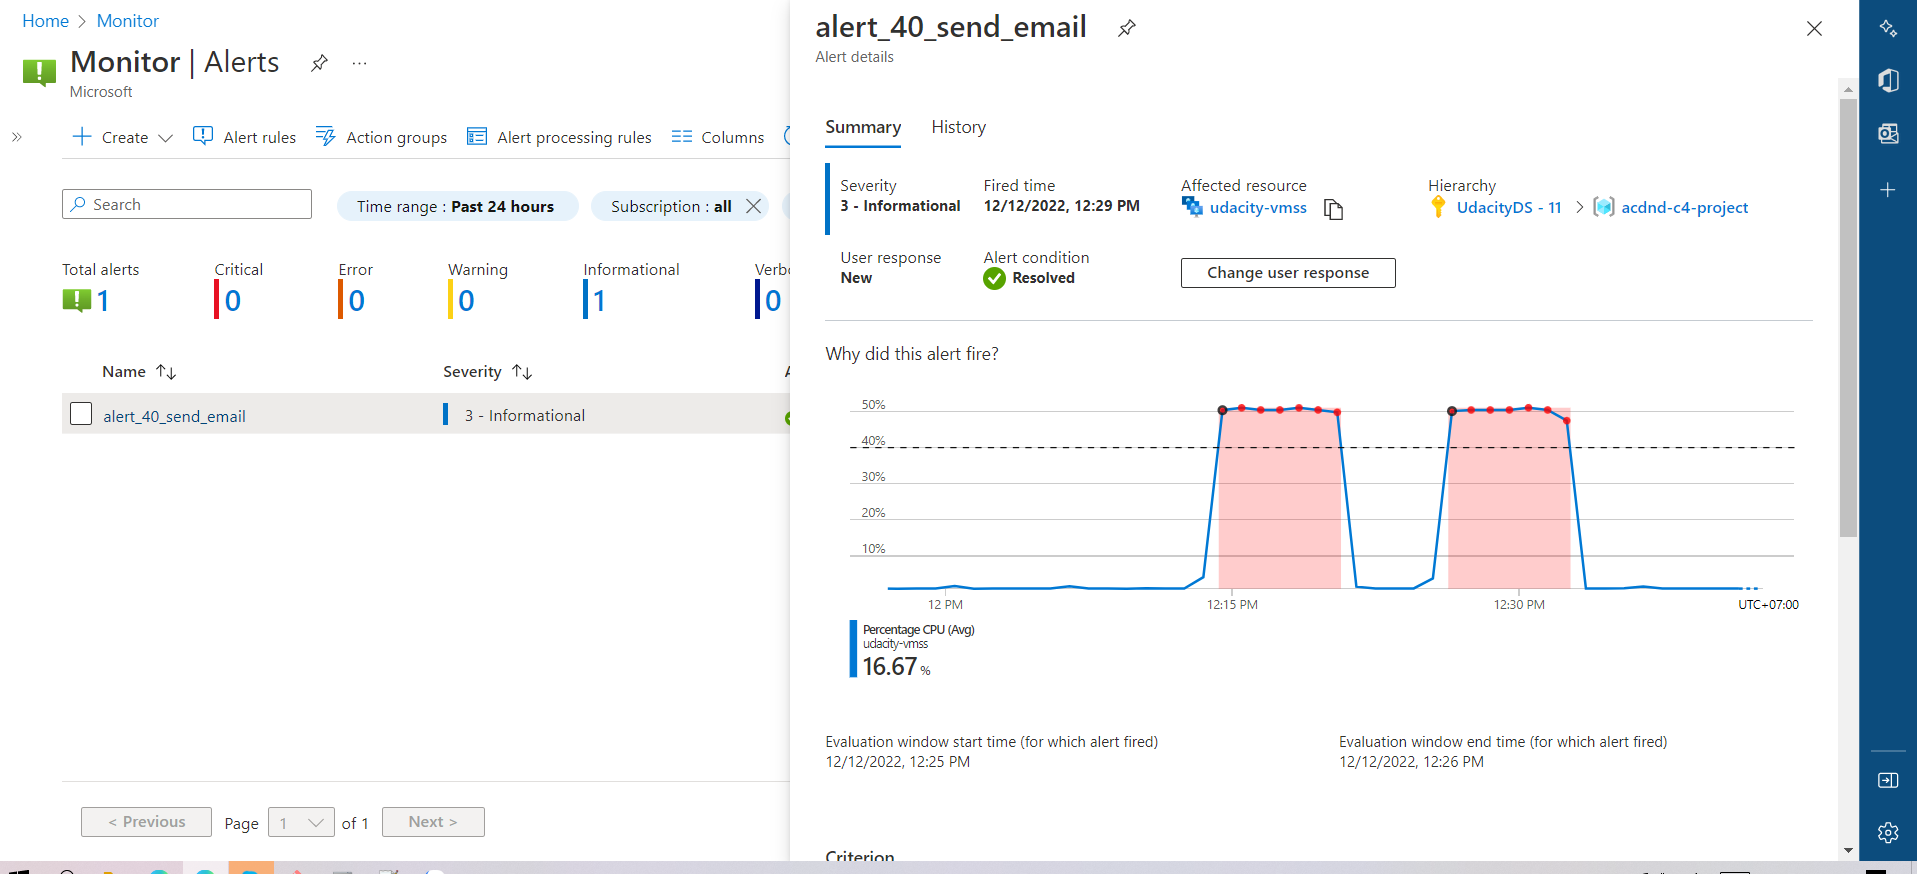 Home > Monitor
Monitor | Alerts
...
Microsoft
Create
Alert rules
Action groups
Alert processing rules
Columns
Search
Time range : Past 24 hours
Subscription : all
Total alerts
1
Critical
0
Error
0
Warning
0
Informational
1
Verbo
0
Name
Severity
alert_40_send_email
3 - Informational
< Previous
Page
1
of 1
Next >
alert_40_send_email
Alert details
Summary
History
Severity
3 - Informational
Fired time
12/12/2022, 12:29 PM
Affected resource
udacity-vmss
Hierarchy
UdacityDS - 11 > acdnd-c4-project
User response
New
Alert condition
Resolved
Change user response
Why did this alert fire?
50%
40%
30%
20%
10%
12 PM
12:15 PM
12:30 PM
UTC+07:00
Percentage CPU (Avg)
udacity-vmss
16.67 %
Evaluation window start time (for which alert fired)
12/12/2022, 12:25 PM
Evaluation window end time (for which alert fired)
12/12/2022, 12:26 PM
Criterion